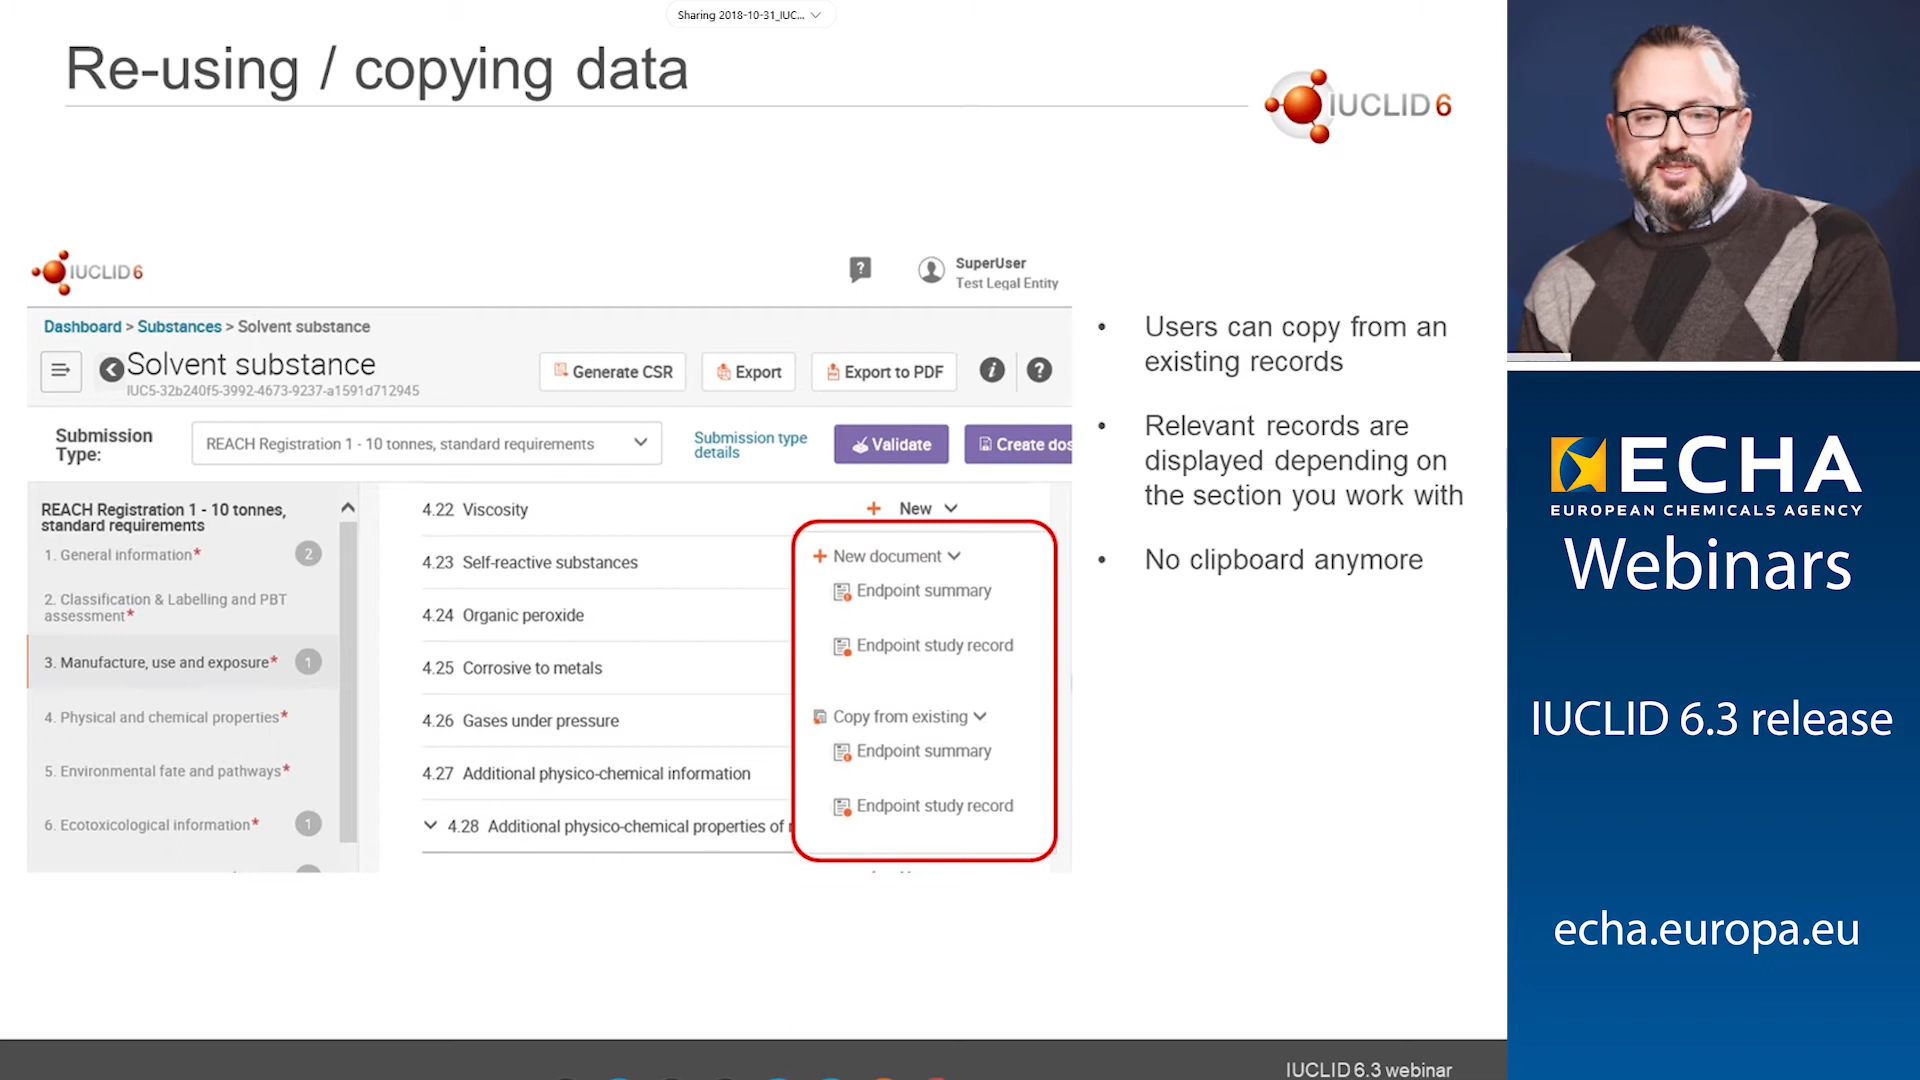 Sharing 2018-10-31_IUC...
Re-using / copying data
IUCLID 6
IUCLID 6
?
SuperUser
Test Legal Entity
Dashboard > Substances > Solvent substance
Solvent substance
IUC5-32b240f5-3992-4673-9237-a1591d712945
Generate CSR
Export
Export to PDF
i
?
Submission
Type:
REACH Registration 1 - 10 tonnes, standard requirements
Submission type
details
Validate
Create dos
REACH Registration 1 - 10 tonnes,
standard requirements
1. General information*
2
2. Classification & Labelling and PBT
assessment*
3. Manufacture, use and exposure*
1
4. Physical and chemical properties*
5. Environmental fate and pathways*
6. Ecotoxicological information*
1
4.22 Viscosity
+ New
4.23 Self-reactive substances
4.24 Organic peroxide
4.25 Corrosive to metals
4.26 Gases under pressure
4.27 Additional physico-chemical information
4.28 Additional physico-chemical properties of
+ New document
Endpoint summary
Endpoint study record
Copy from existing
Endpoint summary
Endpoint study record
• Users can copy from an
existing records
• Relevant records are
displayed depending on
the section you work with
• No clipboard anymore
IUCLID 6.3 webinar
ECHA
EUROPEAN CHEMICALS AGENCY
Webinars
IUCLID 6.3 release
echa.europa.eu